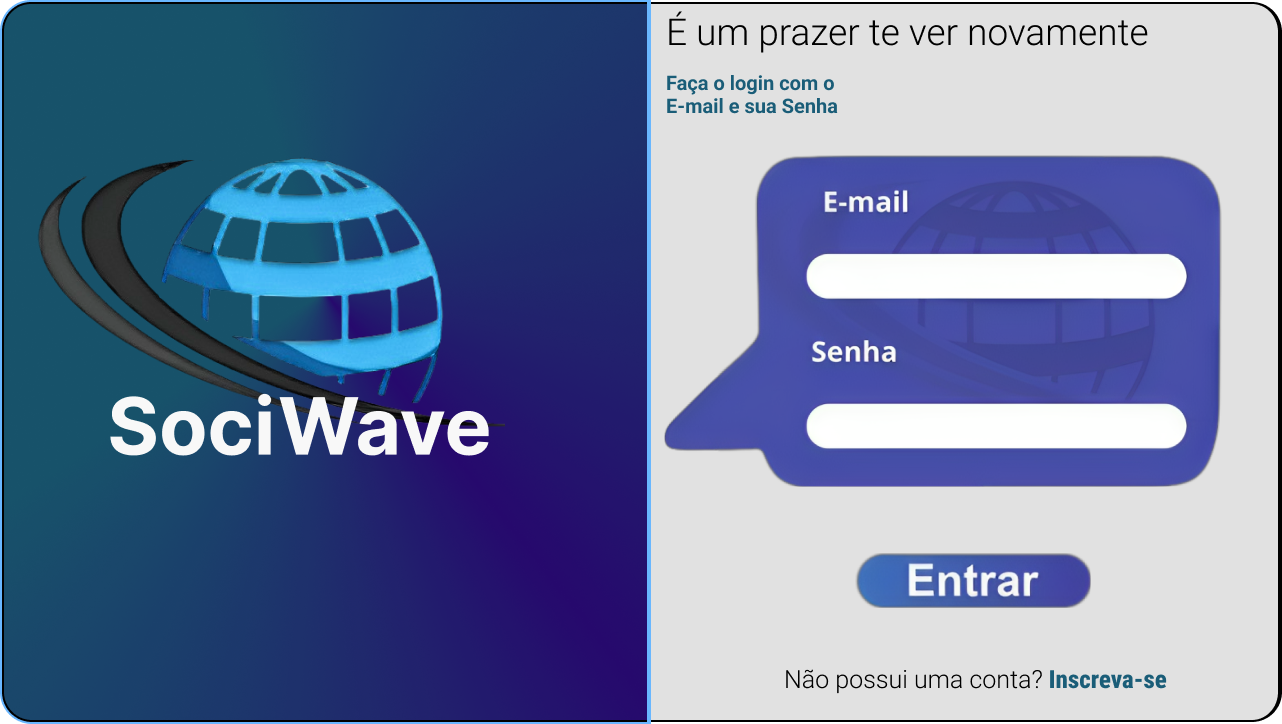 SociWave
É um prazer te ver novamente
Faça o login com o
E-mail e sua Senha
E-mail
Senha
Entrar
Não possui uma conta? Inscreva-se